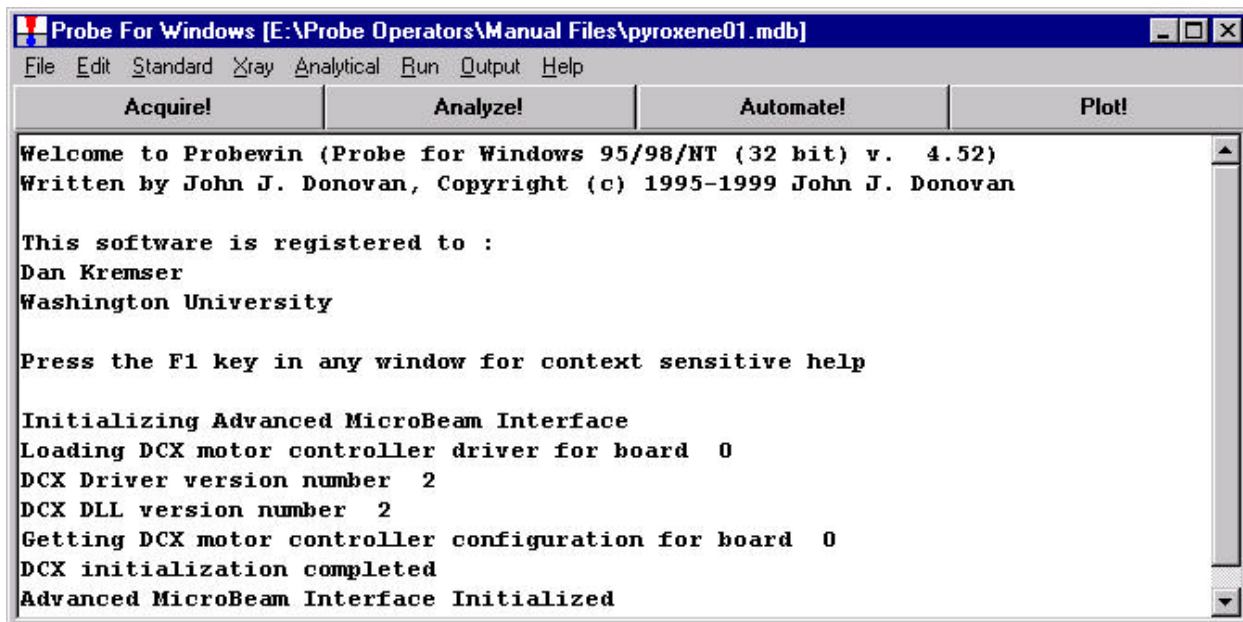 Probe For Windows [E:\Probe Operators\Manual Files\pyroxene01.mdb]
File Edit Standard Xray Analytical Run Output Help
Acquire! Analyze! Automate! Plot!
Welcome to Probewin (Probe for Windows 95/98/NT (32 bit) v. 4.52)
Written by John J. Donovan, Copyright (c) 1995-1999 John J. Donovan
This software is registered to :
Dan Kremser
Washington University
Press the F1 key in any window for context sensitive help
Initializing Advanced MicroBeam Interface
Loading DCX motor controller driver for board 0
DCX Driver version number 2
DCX DLL version number 2
Getting DCX motor controller configuration for board 0
DCX initialization completed
Advanced MicroBeam Interface Initialized